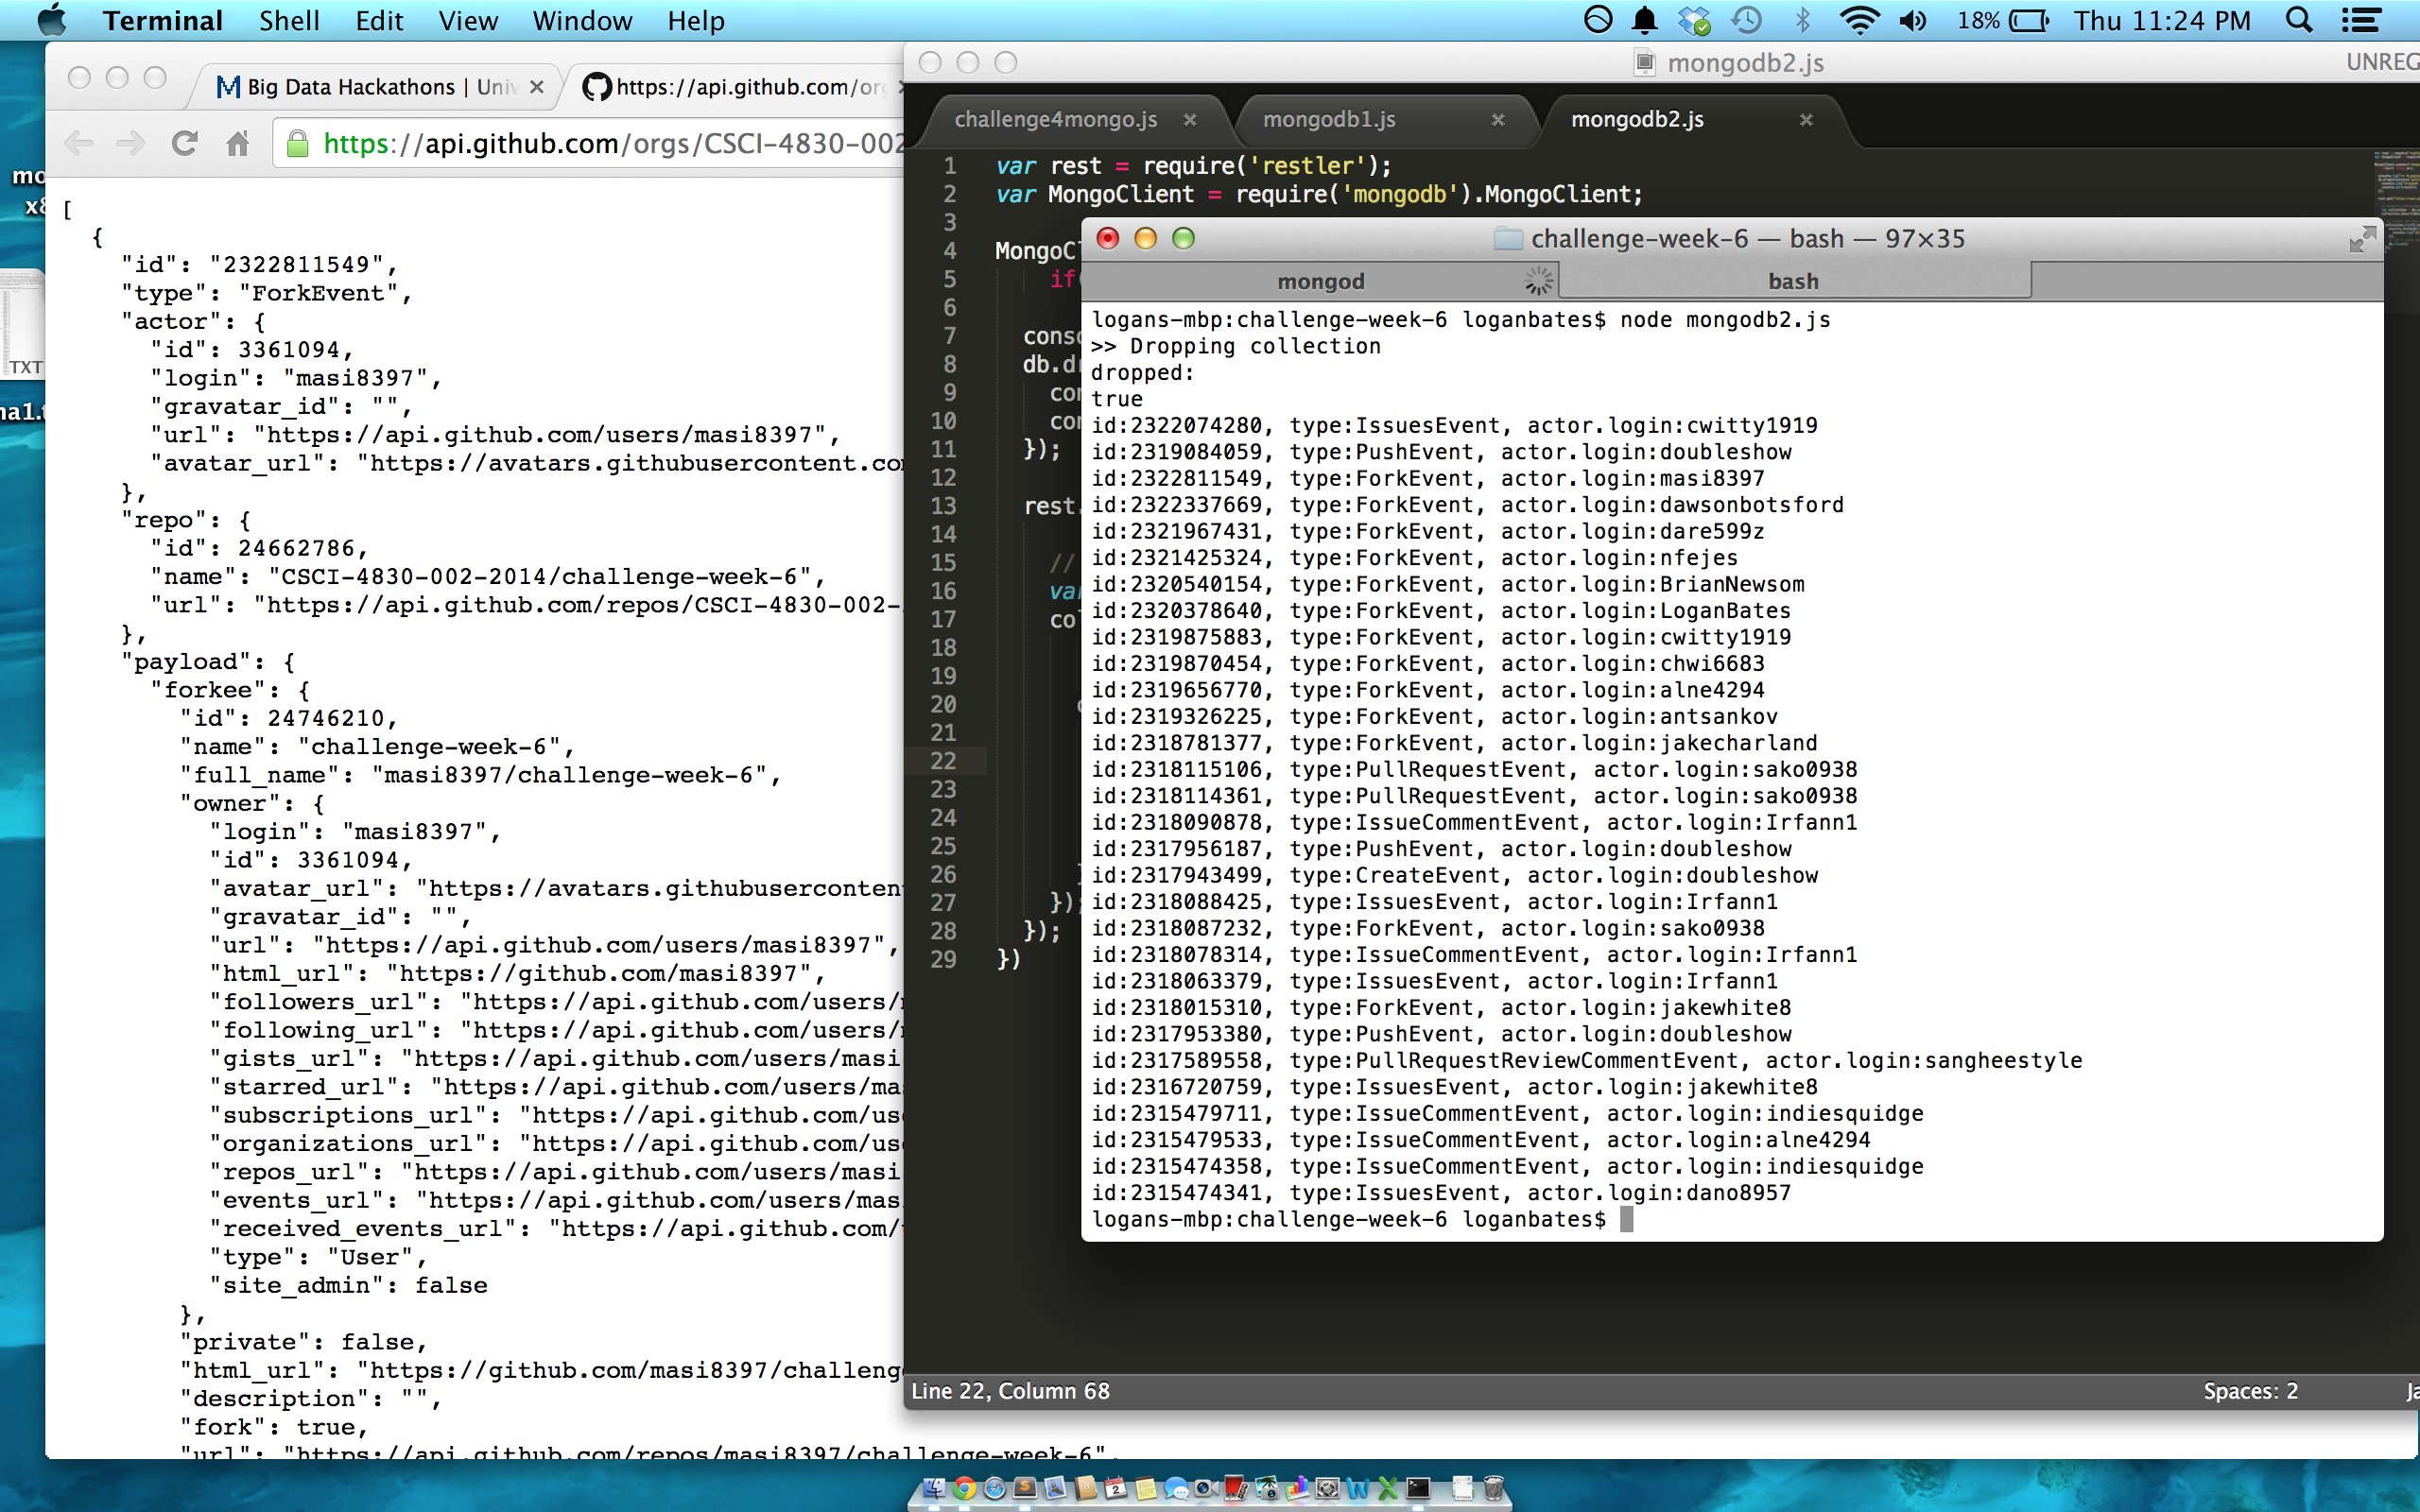 Terminal Shell Edit View Window Help 18% Thu 11:24 PM
Big Data Hackathons | Univ
https://api.github.com/or
https://api.github.com/orgs/CSCI-4830-002
[
{
"id": "2322811549",
"type": "ForkEvent",
"actor": {
"id": 3361094,
"login": "masi8397",
"gravatar_id": "",
"url": "https://api.github.com/users/masi8397",
"avatar_url": "https://avatars.githubusercontent.co
},
"repo": {
"id": 24662786,
"name": "CSCI-4830-002-2014/challenge-week-6",
"url": "https://api.github.com/repos/CSCI-4830-002-
},
"payload": {
"forkee": {
"id": 24746210,
"name": "challenge-week-6",
"full_name": "masi8397/challenge-week-6",
"owner": {
"login": "masi8397",
"id": 3361094,
"avatar_url": "https://avatars.githubusercontent
"gravatar_id": "",
"url": "https://api.github.com/users/masi8397",
"html_url": "https://github.com/masi8397",
"followers_url": "https://api.github.com/users/
"following_url": "https://api.github.com/users/
"gists_url": "https://api.github.com/users/masi
"starred_url": "https://api.github.com/users/ma
"subscriptions_url": "https://api.github.com/us
"organizations_url": "https://api.github.com/us
"repos_url": "https://api.github.com/users/masi
"events_url": "https://api.github.com/users/mas
"received_events_url": "https://api.github.com/
"type": "User",
"site_admin": false
},
"private": false,
"html_url": "https://github.com/masi8397/challeng
"description": "",
"fork": true,
"url": "https://api.github.com/repos/masi8397/challenge-week-6",
mongodb2.js
UNREG
challenge4mongo.js mongodb1.js mongodb2.js
1 var rest = require('restler');
2 var MongoClient = require('mongodb').MongoClient;
3
4 MongoCl
5 if
6
7 conso
8 db.dr
9 con
10 con
11 });
12
13 rest.
14
15 //
16 va
17 co
18
19
20
21
22
23
24
25
26 }
27 });
28 });
29 })
Line 22, Column 68 Spaces: 2 Ja
challenge-week-6 — bash — 97×35
mongod bash
logans-mbp:challenge-week-6 loganbates$ node mongodb2.js
>> Dropping collection
dropped:
true
id:2322074280, type:IssuesEvent, actor.login:cwitty1919
id:2319084059, type:PushEvent, actor.login:doubleshow
id:2322811549, type:ForkEvent, actor.login:masi8397
id:2322337669, type:ForkEvent, actor.login:dawsonbotsford
id:2321967431, type:ForkEvent, actor.login:dare599z
id:2321425324, type:ForkEvent, actor.login:nfejes
id:2320540154, type:ForkEvent, actor.login:BrianNewsom
id:2320378640, type:ForkEvent, actor.login:LoganBates
id:2319875883, type:ForkEvent, actor.login:cwitty1919
id:2319870454, type:ForkEvent, actor.login:chwi6683
id:2319656770, type:ForkEvent, actor.login:alne4294
id:2319326225, type:ForkEvent, actor.login:antsankov
id:2318781377, type:ForkEvent, actor.login:jakecharland
id:2318115106, type:PullRequestEvent, actor.login:sako0938
id:2318114361, type:PullRequestEvent, actor.login:sako0938
id:2318090878, type:IssueCommentEvent, actor.login:Irfann1
id:2317956187, type:PushEvent, actor.login:doubleshow
id:2317943499, type:CreateEvent, actor.login:doubleshow
id:2318088425, type:IssuesEvent, actor.login:Irfann1
id:2318087232, type:ForkEvent, actor.login:sako0938
id:2318078314, type:IssueCommentEvent, actor.login:Irfann1
id:2318063379, type:IssuesEvent, actor.login:Irfann1
id:2318015310, type:ForkEvent, actor.login:jakewhite8
id:2317953380, type:PushEvent, actor.login:doubleshow
id:2317589558, type:PullRequestReviewCommentEvent, actor.login:sangheestyle
id:2316720759, type:IssuesEvent, actor.login:jakewhite8
id:2315479711, type:IssueCommentEvent, actor.login:indiesquidge
id:2315479533, type:IssueCommentEvent, actor.login:alne4294
id:2315474358, type:IssueCommentEvent, actor.login:indiesquidge
id:2315474341, type:IssuesEvent, actor.login:dano8957
logans-mbp:challenge-week-6 loganbates$
mo
x8
TXT
na1.t